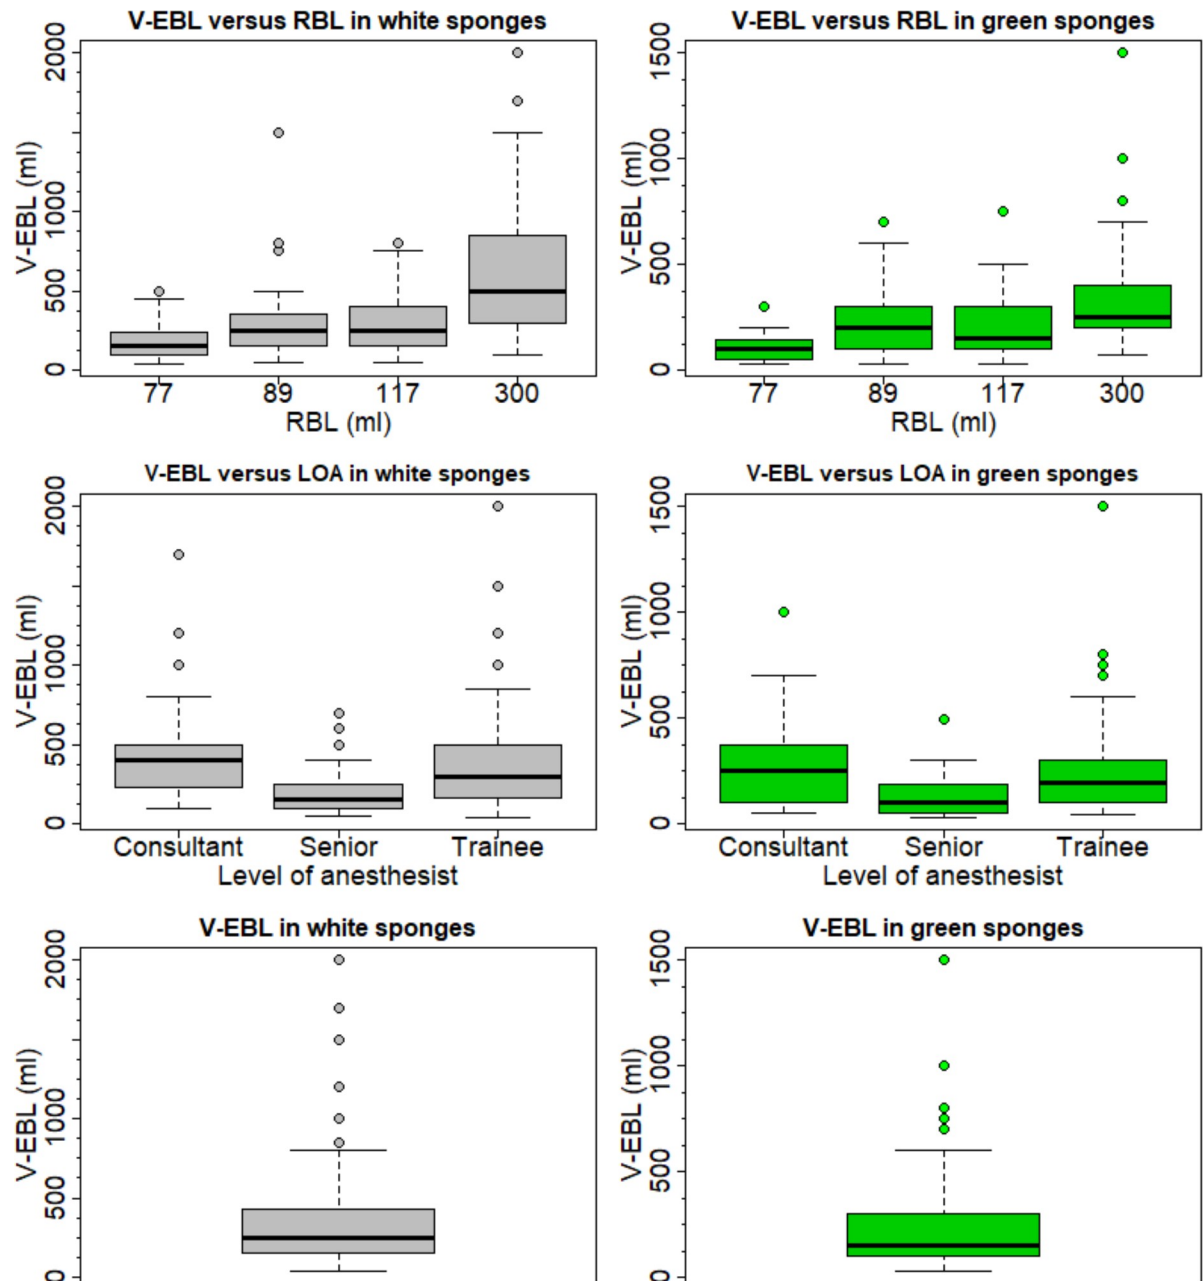 V-EBL versus RBL in white sponges
V-EBL (ml)
2000
1000
500
0
77 89 117 300
RBL (ml)
V-EBL versus RBL in green sponges
V-EBL (ml)
1500
1000
500
0
77 89 117 300
RBL (ml)
V-EBL versus LOA in white sponges
V-EBL (ml)
2000
1000
500
0
Consultant Senior Trainee
Level of anesthesist
V-EBL versus LOA in green sponges
V-EBL (ml)
1500
1000
500
0
Consultant Senior Trainee
Level of anesthesist
V-EBL in white sponges
V-EBL (ml)
2000
1000
500
0
V-EBL in green sponges
V-EBL (ml)
1500
1000
500
0